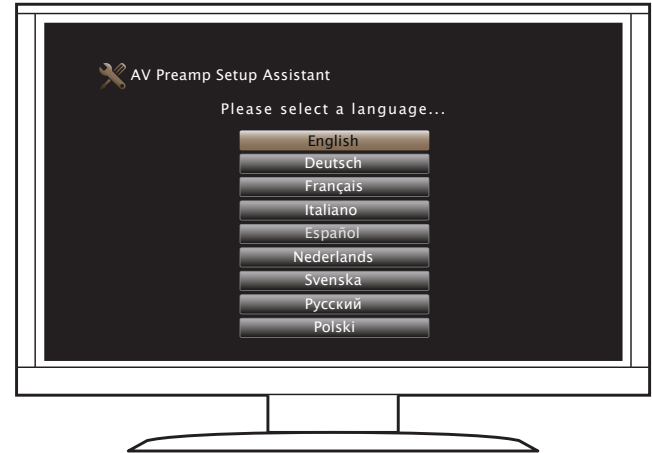 AV Preamp Setup Assistant
Please select a language...
English
Deutsch
Français
Italiano
Español
Nederlands
Svenska
Русский
Polski